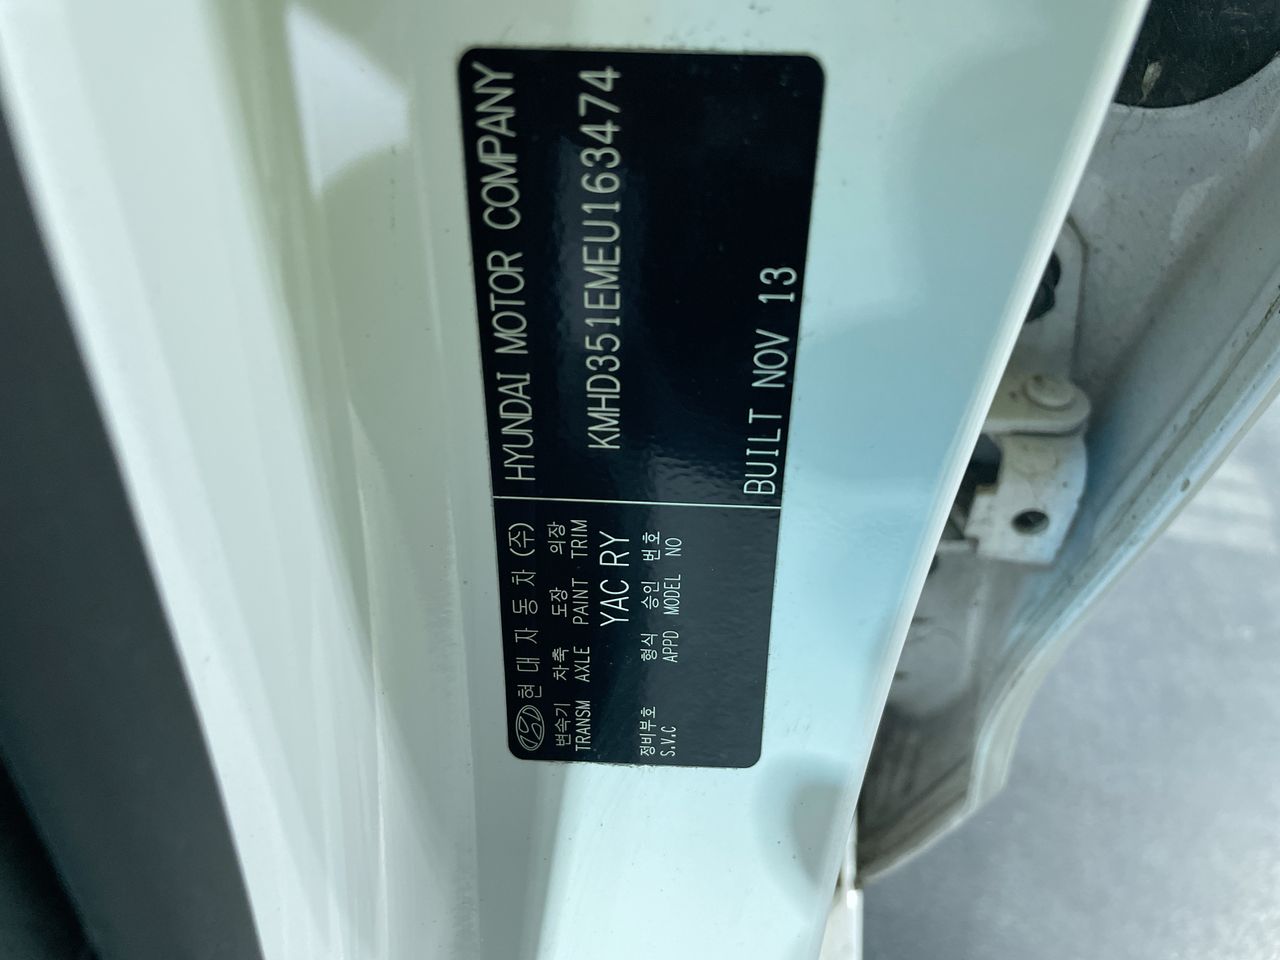 현 대 자 동 차 (주) HYUNDAI MOTOR COMPANY
변속기 차축 도장 의장
TRANSM AXLE PAINT TRIM
YAC RY KMHD351EMEU163474
정비부호 형식 승인 번호
S.V.C APPD MODEL NO
BUILT NOV 13